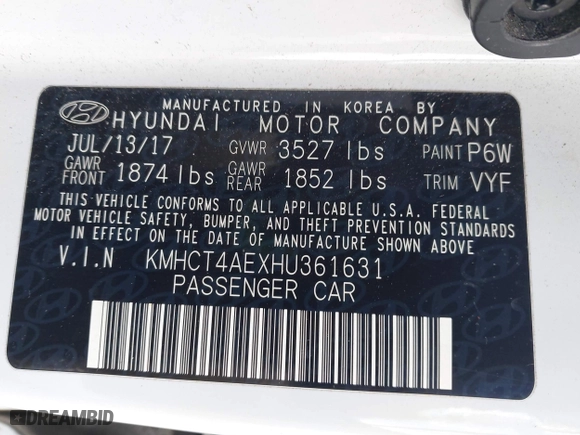 MANUFACTURED IN KOREA BY
HYUNDAI MOTOR COMPANY
JUL/13/17 GVWR 3527 lbs PAINT P6W
GAWR FRONT 1874 lbs GAWR REAR 1852 lbs TRIM VYF
THIS VEHICLE CONFORMS TO ALL APPLICABLE U.S.A. FEDERAL
MOTOR VEHICLE SAFETY, BUMPER, AND THEFT PREVENTION
STANDARDS IN EFFECT ON THE DATE OF MANUFACTURE SHOWN ABOVE
V.I.N KMHCT4AEXHU361631
PASSENGER CAR
DREAMBID